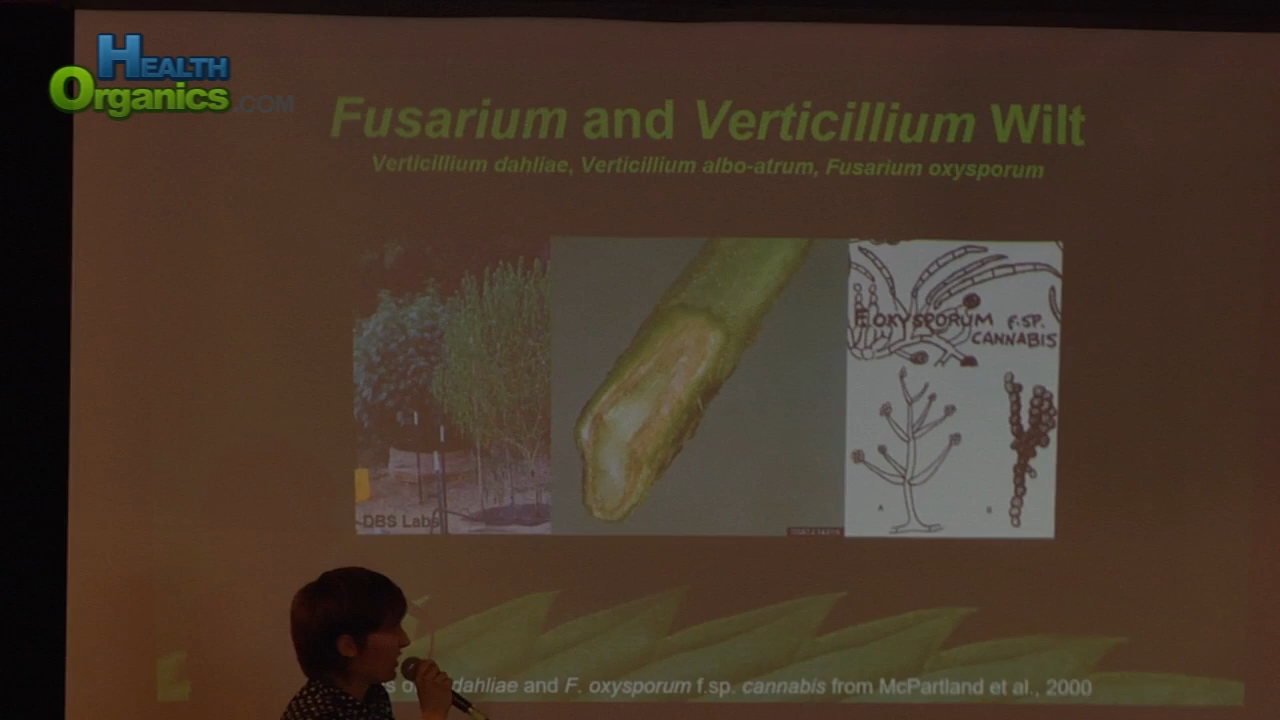 HEALTH
Organics.COM
Fusarium and Verticillium Wilt
Verticillium dahliae, Verticillium albo-atrum, Fusarium oxysporum
F. OXYSPORUM F.SP.
CANNABIS
A
B
DBS Labs
dahliae and F. oxysporum f.sp. cannabis from McPartland et al., 2000